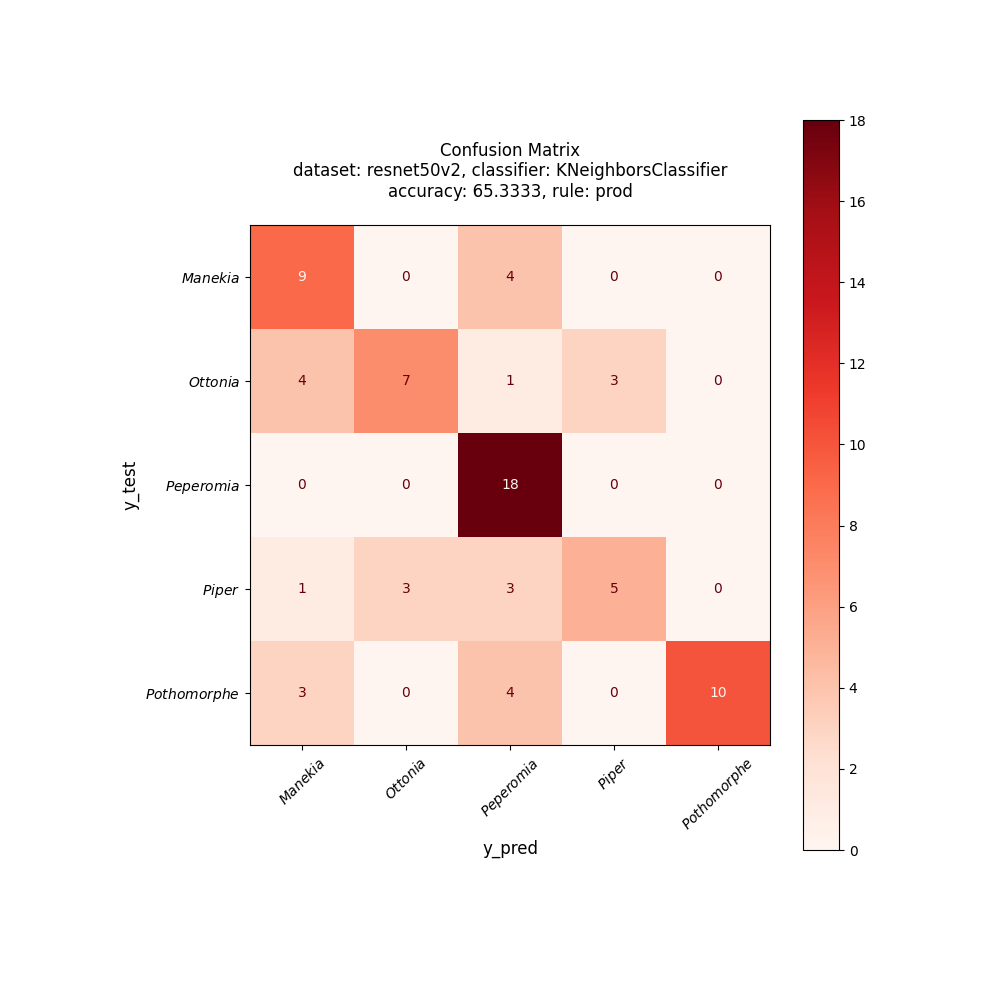 Confusion Matrix
dataset: resnet50v2, classifier: KNeighborsClassifier
accuracy: 65.3333, rule: prod
Manekia 9 0 4 0 0
Ottonia 4 7 1 3 0
Peperomia 0 0 18 0 0
Piper 1 3 3 5 0
Pothomorphe 3 0 4 0 10
y_test
Manekia Ottonia Peperomia Piper Pothomorphe
y_pred
18
16
14
12
10
8
6
4
2
0